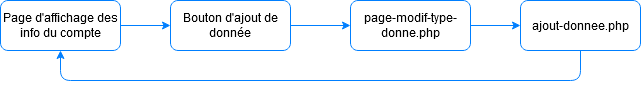 Page d'affichage des
info du compte
Bouton d'ajout de
donnée
page-modif-type-
donne.php
ajout-donnee.php